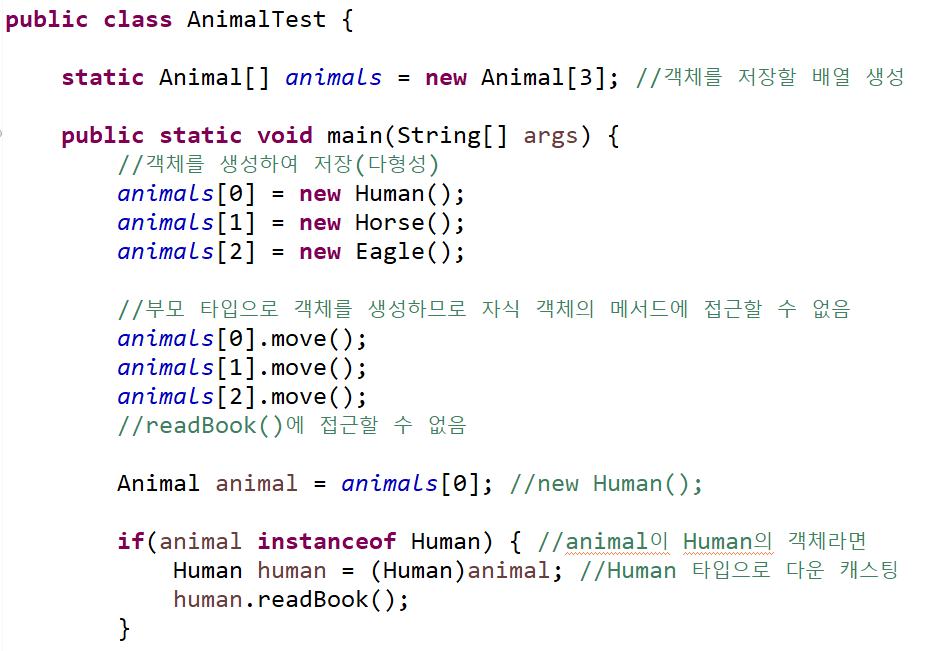 public class AnimalTest {
static Animal[] animals = new Animal[3]; //객체를 저장할 배열 생성
public static void main(String[] args) {
//객체를 생성하여 저장(다형성)
animals[0] = new Human();
animals[1] = new Horse();
animals[2] = new Eagle();
//부모 타입으로 객체를 생성하므로 자식 객체의 메서드에 접근할 수 없음
animals[0].move();
animals[1].move();
animals[2].move();
//readBook()에 접근할 수 없음
Animal animal = animals[0]; //new Human();
if(animal instanceof Human) { //animal이 Human의 객체라면
Human human = (Human)animal; //Human 타입으로 다운 캐스팅
human.readBook();
}